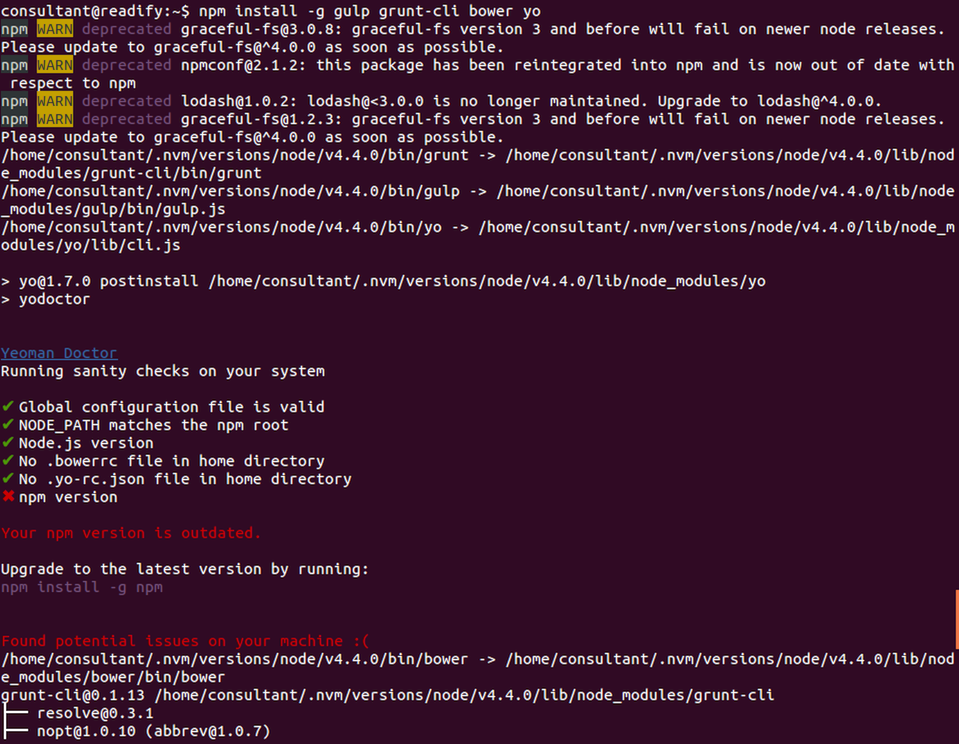 consultant@readify:~$ npm install -g gulp grunt-cli bower yo
npm WARN deprecated graceful-fs@3.0.8: graceful-fs version 3 and before will fail on newer node releases.
Please update to graceful-fs@^4.0.0 as soon as possible.
npm WARN deprecated npmconf@2.1.2: this package has been reintegrated into npm and is now out of date with
 respect to npm
npm WARN deprecated lodash@1.0.2: lodash@<3.0.0 is no longer maintained. Upgrade to lodash@^4.0.0.
npm WARN deprecated graceful-fs@1.2.3: graceful-fs version 3 and before will fail on newer node releases.
Please update to graceful-fs@^4.0.0 as soon as possible.
/home/consultant/.nvm/versions/node/v4.4.0/bin/grunt -> /home/consultant/.nvm/versions/node/v4.4.0/lib/nod
e_modules/grunt-cli/bin/grunt
/home/consultant/.nvm/versions/node/v4.4.0/bin/gulp -> /home/consultant/.nvm/versions/node/v4.4.0/lib/node
_modules/gulp/bin/gulp.js
/home/consultant/.nvm/versions/node/v4.4.0/bin/yo -> /home/consultant/.nvm/versions/node/v4.4.0/lib/node_m
odules/yo/lib/cli.js
> yo@1.7.0 postinstall /home/consultant/.nvm/versions/node/v4.4.0/lib/node_modules/yo
> yodoctor
Yeoman Doctor
Running sanity checks on your system
✔ Global configuration file is valid
✔ NODE_PATH matches the npm root
✔ Node.js version
✔ No .bowerrc file in home directory
✔ No .yo-rc.json file in home directory
✖ npm version
Your npm version is outdated.
Upgrade to the latest version by running:
npm install -g npm
Found potential issues on your machine :(
/home/consultant/.nvm/versions/node/v4.4.0/bin/bower -> /home/consultant/.nvm/versions/node/v4.4.0/lib/nod
e_modules/bower/bin/bower
grunt-cli@0.1.13 /home/consultant/.nvm/versions/node/v4.4.0/lib/node_modules/grunt-cli
├── resolve@0.3.1
├── nopt@1.0.10 (abbrev@1.0.7)